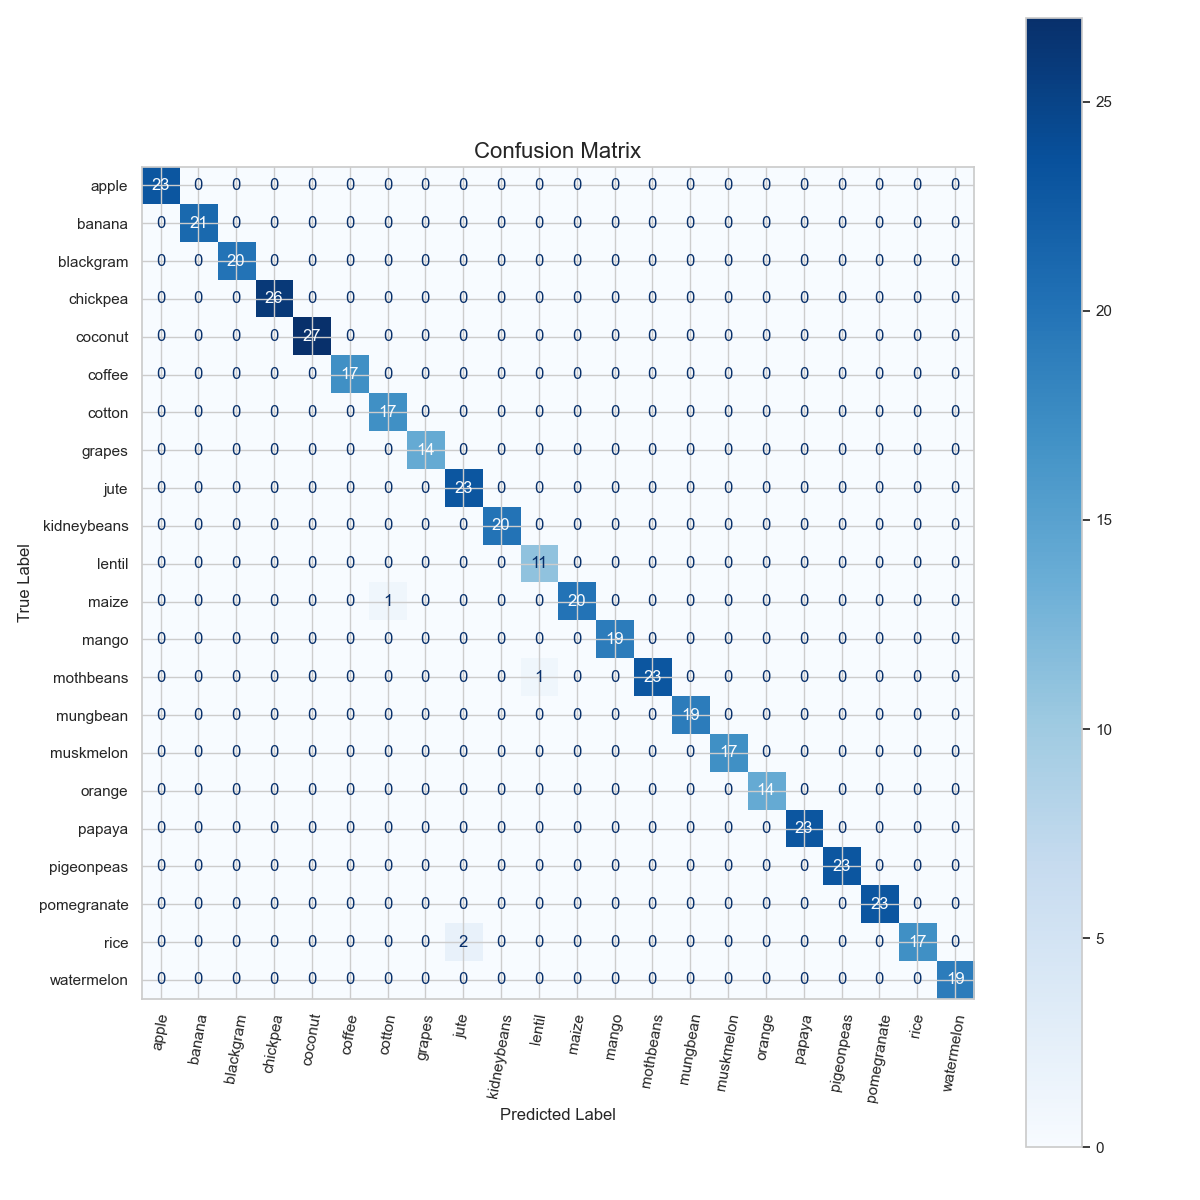 Confusion Matrix
True Label
apple 23 0 0 0 0 0 0 0 0 0 0 0 0 0 0 0 0 0 0 0 0 0
banana 0 21 0 0 0 0 0 0 0 0 0 0 0 0 0 0 0 0 0 0 0 0
blackgram 0 0 20 0 0 0 0 0 0 0 0 0 0 0 0 0 0 0 0 0 0 0
chickpea 0 0 0 26 0 0 0 0 0 0 0 0 0 0 0 0 0 0 0 0 0 0
coconut 0 0 0 0 27 0 0 0 0 0 0 0 0 0 0 0 0 0 0 0 0 0
coffee 0 0 0 0 0 17 0 0 0 0 0 0 0 0 0 0 0 0 0 0 0 0
cotton 0 0 0 0 0 0 17 0 0 0 0 0 0 0 0 0 0 0 0 0 0 0
grapes 0 0 0 0 0 0 0 14 0 0 0 0 0 0 0 0 0 0 0 0 0 0
jute 0 0 0 0 0 0 0 0 23 0 0 0 0 0 0 0 0 0 0 0 0 0
kidneybeans 0 0 0 0 0 0 0 0 0 20 0 0 0 0 0 0 0 0 0 0 0 0
lentil 0 0 0 0 0 0 0 0 0 0 11 0 0 0 0 0 0 0 0 0 0 0
maize 0 0 0 0 0 0 1 0 0 0 0 20 0 0 0 0 0 0 0 0 0 0
mango 0 0 0 0 0 0 0 0 0 0 0 0 19 0 0 0 0 0 0 0 0 0
mothbeans 0 0 0 0 0 0 0 0 0 0 1 0 0 23 0 0 0 0 0 0 0 0
mungbean 0 0 0 0 0 0 0 0 0 0 0 0 0 0 19 0 0 0 0 0 0 0
muskmelon 0 0 0 0 0 0 0 0 0 0 0 0 0 0 0 17 0 0 0 0 0 0
orange 0 0 0 0 0 0 0 0 0 0 0 0 0 0 0 0 14 0 0 0 0 0
papaya 0 0 0 0 0 0 0 0 0 0 0 0 0 0 0 0 0 23 0 0 0 0
pigeonpeas 0 0 0 0 0 0 0 0 0 0 0 0 0 0 0 0 0 0 23 0 0 0
pomegranate 0 0 0 0 0 0 0 0 0 0 0 0 0 0 0 0 0 0 0 23 0 0
rice 0 0 0 0 0 0 0 0 2 0 0 0 0 0 0 0 0 0 0 0 17 0
watermelon 0 0 0 0 0 0 0 0 0 0 0 0 0 0 0 0 0 0 0 0 0 19
apple banana blackgram chickpea coconut coffee cotton grapes jute kidneybeans lentil maize mango mothbeans mungbean muskmelon orange papaya pigeonpeas pomegranate rice watermelon
Predicted Label
25
20
15
10
5
0